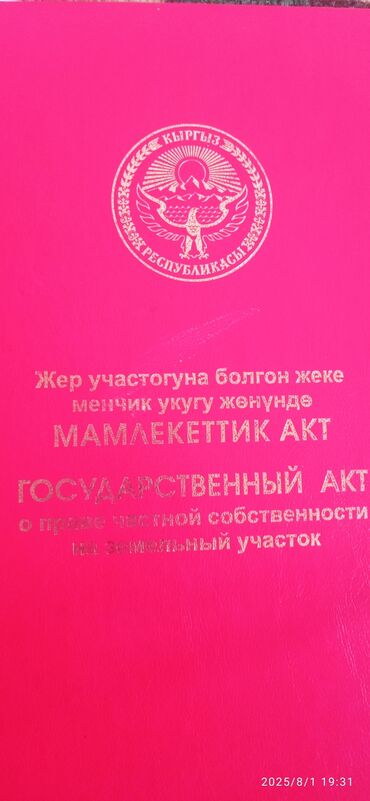 КЫРГЫЗ
РЕСПУБЛИКАСЫ
Жер участогуна болгон жеке
менчик укугу жөнүндө
МАМЛЕКЕТТИК АКТ
ГОСУДАРСТВЕННЫЙ АКТ
о праве частной собственности
на земельный участок
2025/8/1 19:31